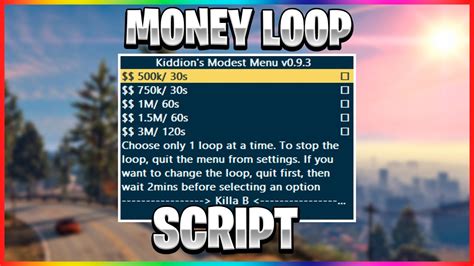 MONEY LOOP
Kiddion's Modest Menu v0.9.3
$$ 500k/ 30s
$$ 750k/ 30s
$$ 1M/ 60s
$$ 1.5M/ 60s
$$ 3M/ 120s
Choose only 1 loop at a time. To stop
the loop, quit the menu from settings. If you
want to change the loop, quit first, then
wait 2mins before selecting an option
----------------> Killa B <----------------...
SCRIPT